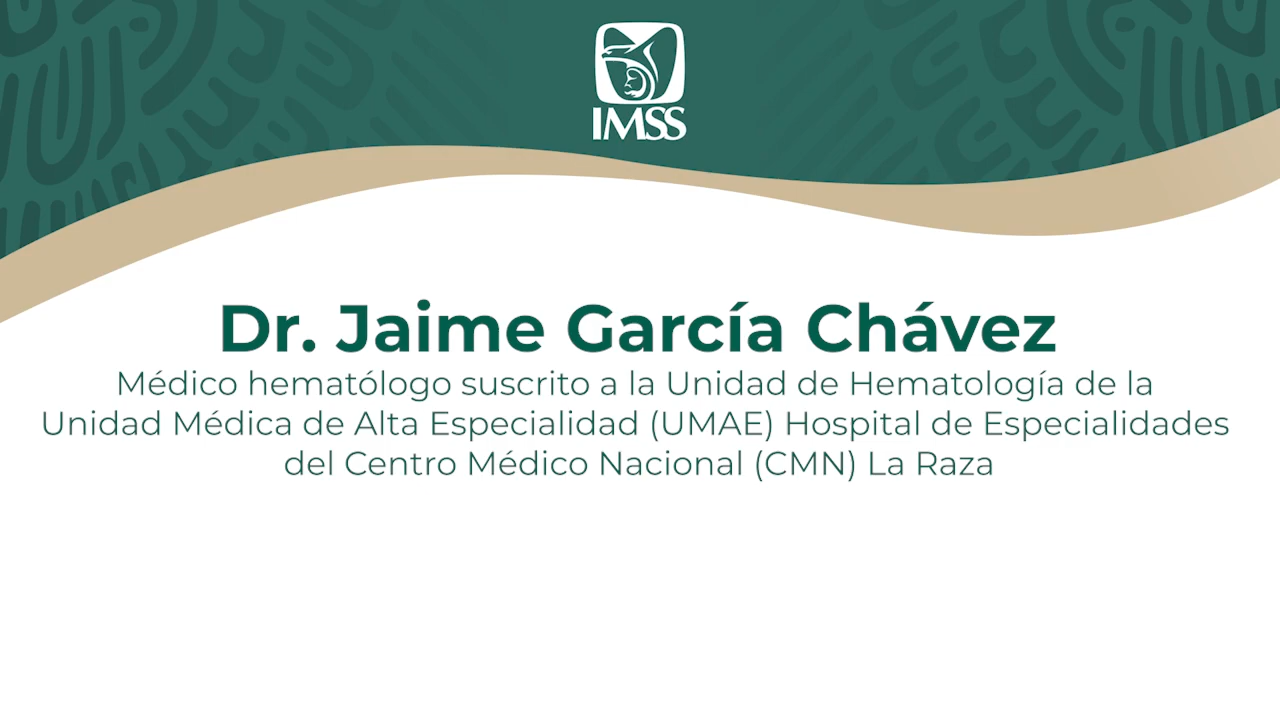 IMSS
Dr. Jaime García Chávez
Médico hematólogo suscrito a la Unidad de Hematología de la
Unidad Médica de Alta Especialidad (UMAE) Hospital de Especialidades
del Centro Médico Nacional (CMN) La Raza